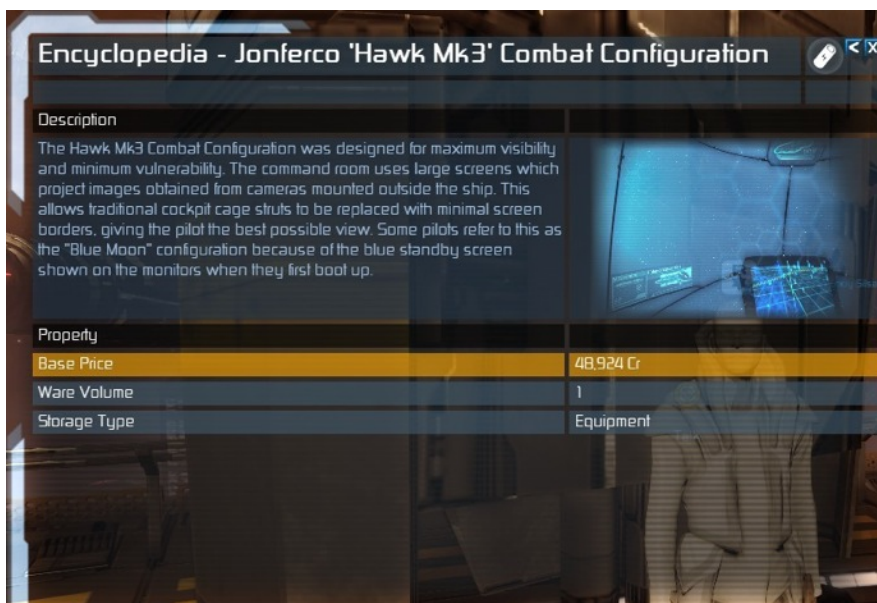 Encyclopedia - Jonferco 'Hawk Mk3' Combat Configuration
< X
Description
The Hawk Mk3 Combat Configuration was designed for maximum visibility
and minimum vulnerability. The command room uses large screens which
project images obtained from cameras mounted outside the ship. This
allows traditional cockpit cage struts to be replaced with minimal screen
borders, giving the pilot the best possible view. Some pilots refer to this as
the "Blue Moon" configuration because of the blue standby screen
shown on the monitors when they first boot up.
Property
Base Price 48,924 Cr
Ware Volume 1
Storage Type Equipment